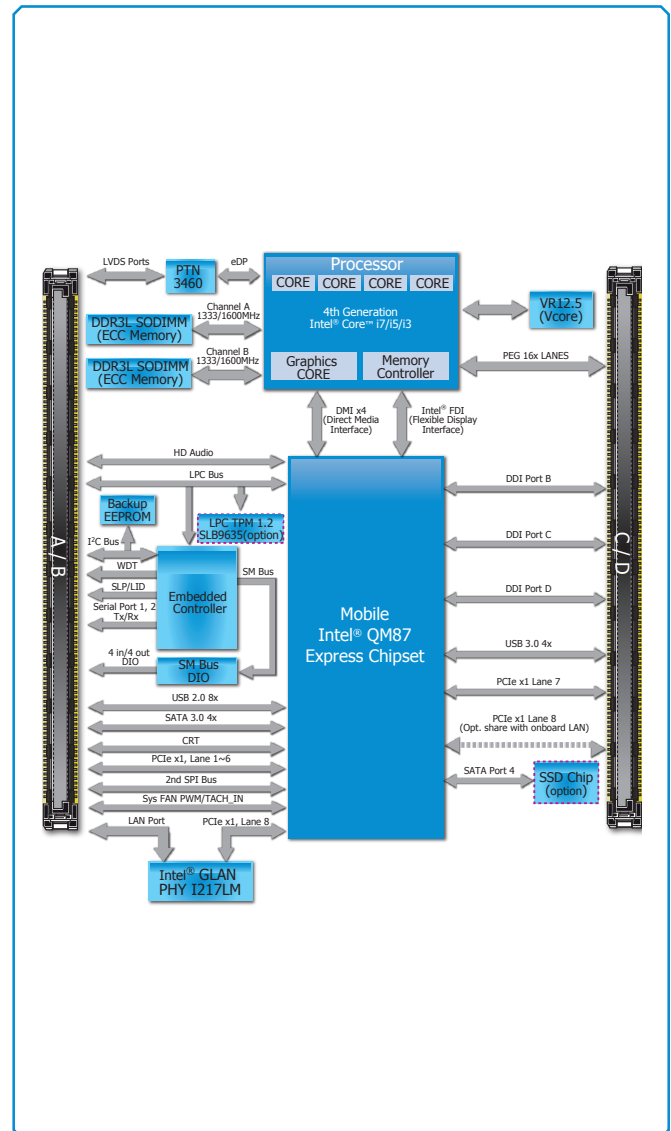 LVDS Ports
PTN
3460
eDP
Processor
CORE CORE CORE CORE
4th Generation
Intel® Core™ i7/i5/i3
Graphics
CORE
Memory
Controller
VR12.5
(Vcore)
Channel A
1333/1600MHz
DDR3L SODIMM
(ECC Memory)
Channel B
1333/1600MHz
DDR3L SODIMM
(ECC Memory)
PEG 16x LANES
DMI x4
(Direct Media
Interface)
Intel® FDI
(Flexible Display
Interface)
HD Audio
LPC Bus
Backup
EEPROM
LPC TPM 1.2
SLB9635(option)
I²C Bus
WDT
SLP/LID
Serial Port 1, 2
Tx/Rx
Embedded
Controller
SM Bus
4 in/4 out
DIO
SM Bus
DIO
A / B
Mobile
Intel® QM87
Express Chipset
DDI Port B
DDI Port C
DDI Port D
C / D
USB 3.0 4x
PCIe x1 Lane 7
PCIe x1 Lane 8
(Opt. share with onboard LAN)
SATA Port 4
SSD Chip
(option)
USB 2.0 8x
SATA 3.0 4x
CRT
PCIe x1, Lane 1~6
2nd SPI Bus
Sys FAN PWM/TACH_IN
LAN Port
PCIe x1, Lane 8
Intel® GLAN
PHY I217LM